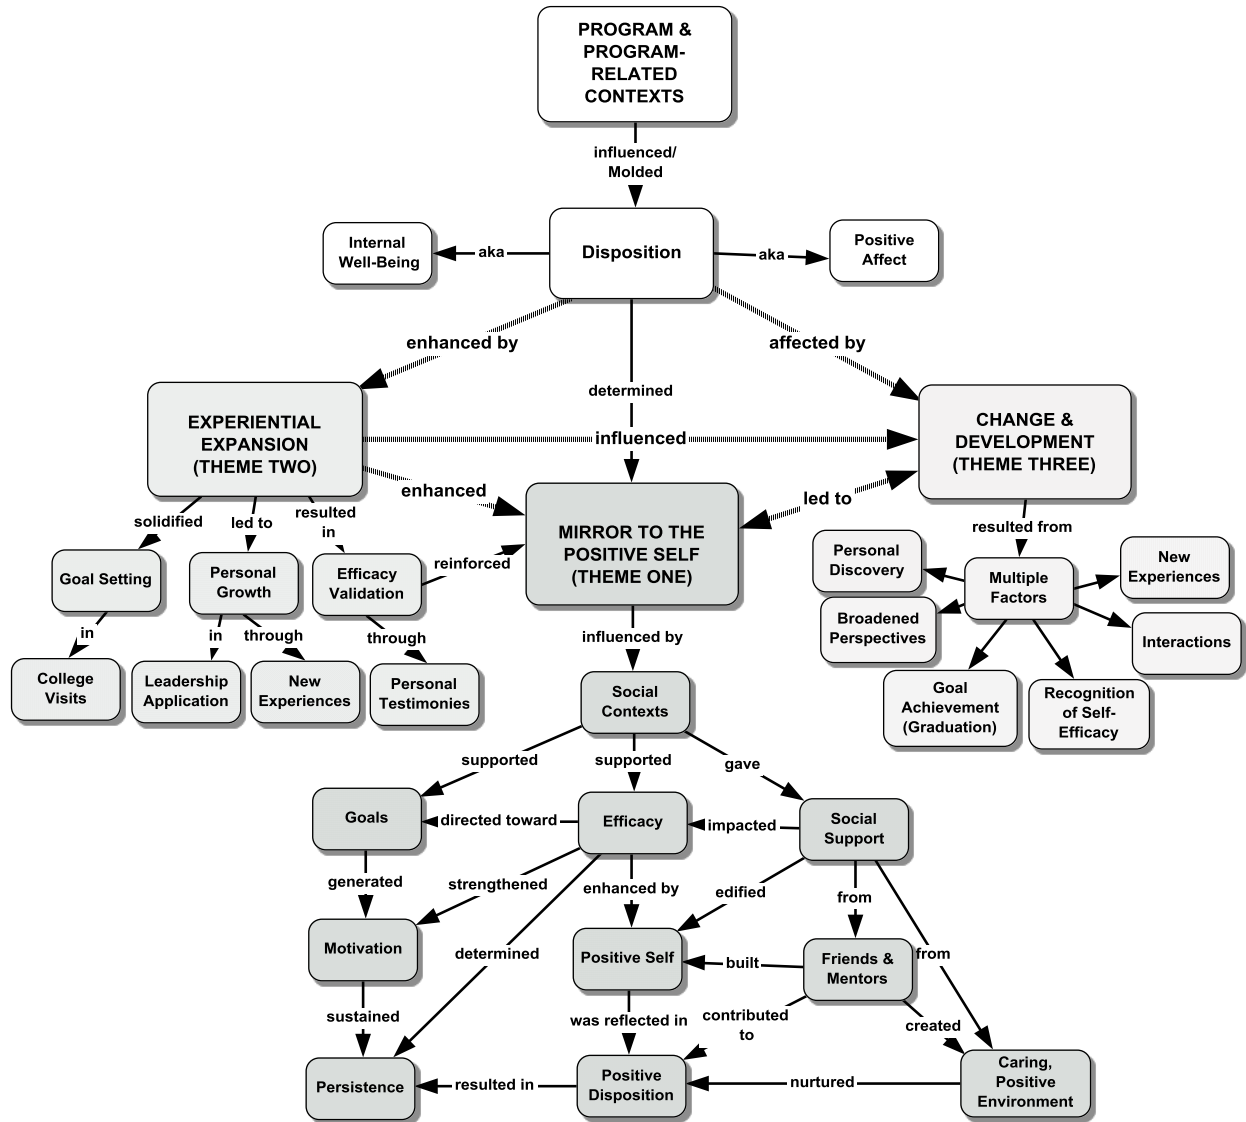 PROGRAM &
PROGRAM-
RELATED
CONTEXTS
influenced/
Molded
Internal
Well-Being
aka
Disposition
aka
Positive
Affect
enhanced by
affected by
determined
EXPERIENTIAL
EXPANSION
(THEME TWO)
influenced
CHANGE &
DEVELOPMENT
(THEME THREE)
enhanced
led to
solidified
led to
resulted
in
MIRROR TO THE
POSITIVE SELF
(THEME ONE)
resulted from
reinforced
Goal Setting
Personal
Growth
Efficacy
Validation
Personal
Discovery
Multiple
Factors
New
Experiences
Broadened
Perspectives
Interactions
in
in
through
through
influenced by
College
Visits
Leadership
Application
New
Experiences
Personal
Testimonies
Social
Contexts
Goal
Achievement
(Graduation)
Recognition
of Self-
Efficacy
supported
supported
gave
Goals
directed toward
Efficacy
impacted
Social
Support
generated
strengthened
enhanced by
edified
from
Motivation
determined
Positive Self
built
Friends &
Mentors
from
sustained
was reflected in
contributed
to
created
Persistence
resulted in
Positive
Disposition
nurtured
Caring,
Positive
Environment